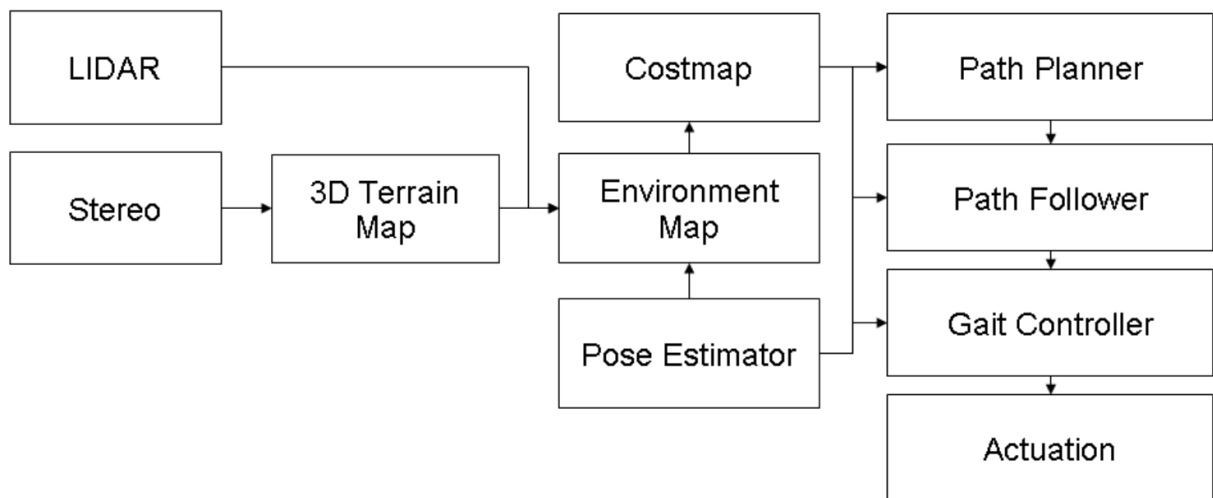 LIDAR
Costmap
Path Planner
Stereo
3D Terrain
Map
Environment
Map
Path Follower
Pose Estimator
Gait Controller
Actuation